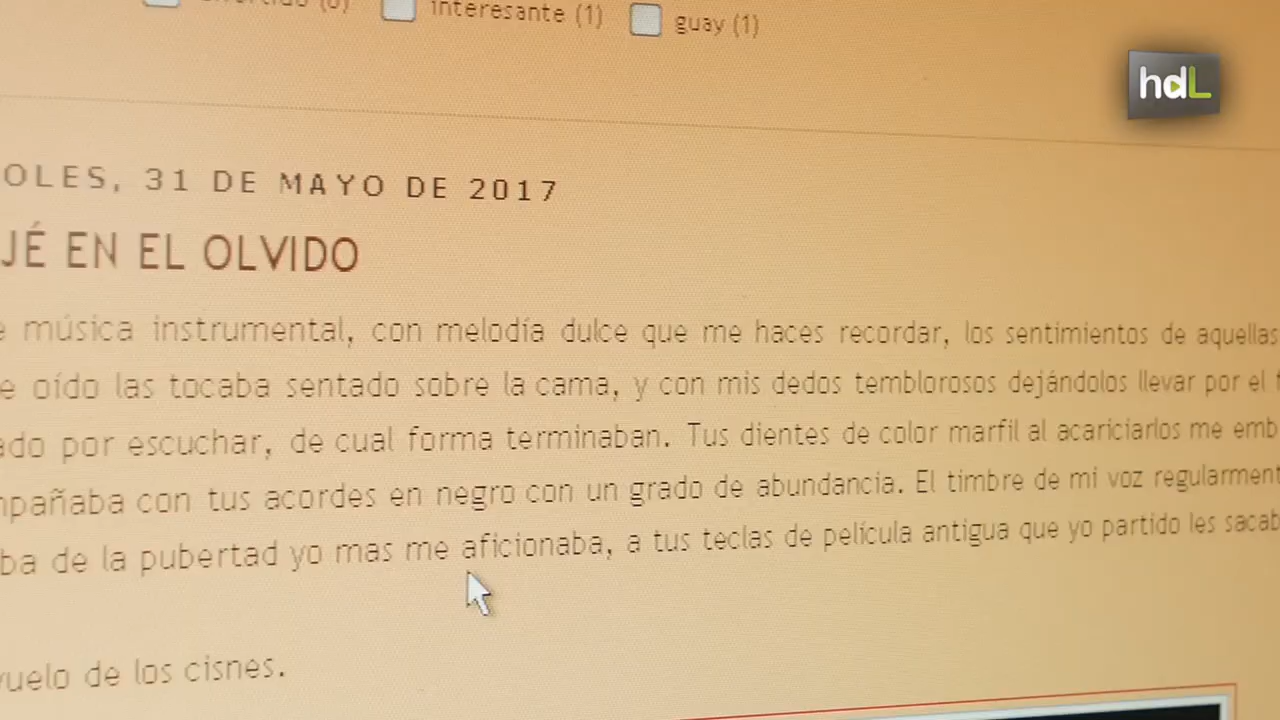 interesante (1) guay (1)
hdL
OLES, 31 DE MAYO DE 2017
JÉ EN EL OLVIDO
e música instrumental, con melodía dulce que me haces recordar, los sentimientos de aquellas
e oído las tocaba sentado sobre la cama, y con mis dedos temblorosos dejándolos llevar por el
ado por escuchar, de cual forma terminaban. Tus dientes de color marfil al acariciarlos me emb
mpañaba con tus acordes en negro con un grado de abundancia. El timbre de mi voz regularment
ba de la pubertad yo mas me aficionaba, a tus teclas de película antigua que yo partido les sacab
vuelo de los cisnes.